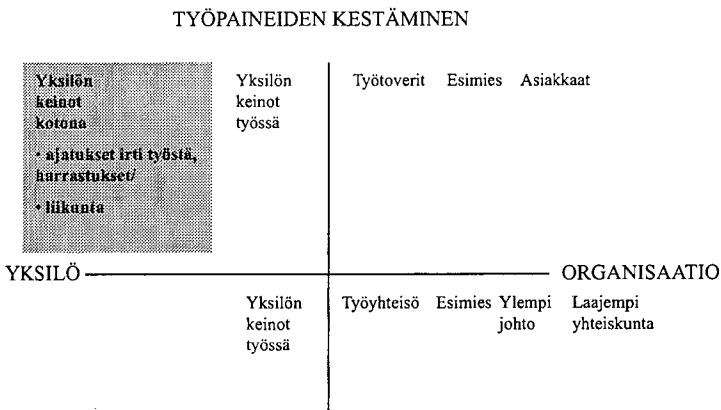 TYÖPAINEIDEN KESTÄMINEN
Yksilön
keinot
kotona
• ajatukset irti työstä,
harrastukset/
• liikunta
Yksilön
keinot
työssä
Työtoverit Esimies Asiakkaat
YKSILÖ
ORGANISAATIO
Yksilön
keinot
työssä
Työyhteisö Esimies Ylempi
johto
Laajempi
yhteiskunta